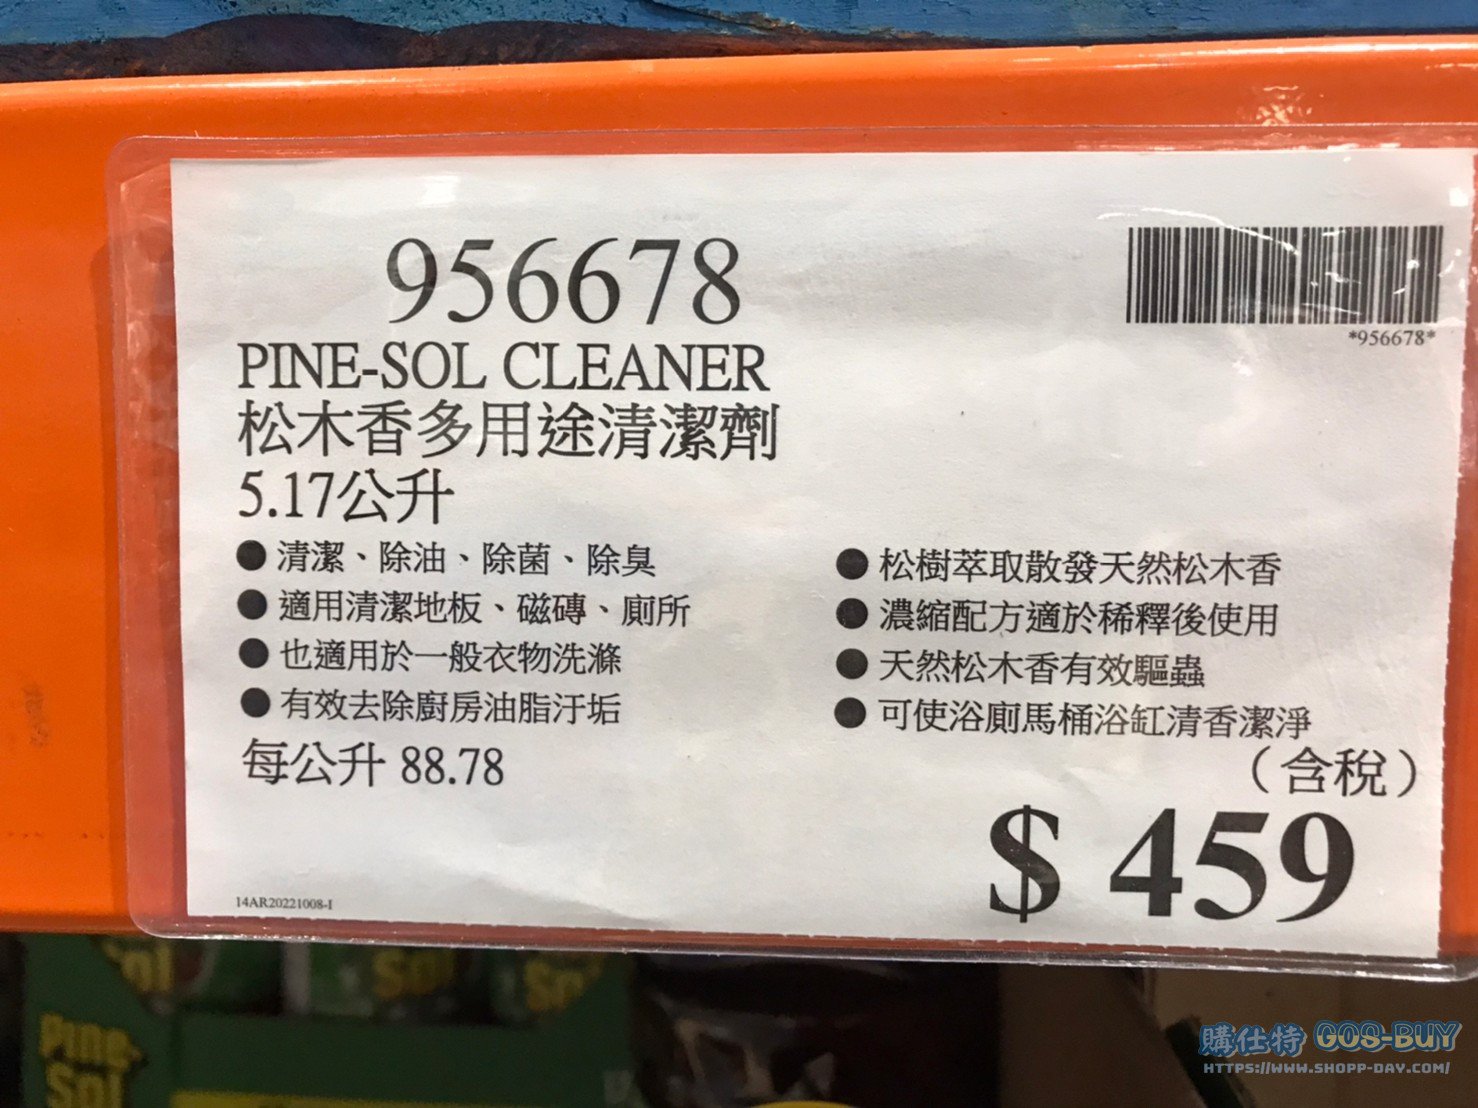 956678
*956678*
PINE-SOL CLEANER
松木香多用途清潔劑
5.17公升
●清潔、除油、除菌、除臭
●適用清潔地板、磁磚、廁所
●也適用於一般衣物洗滌
●有效去除廚房油脂汙垢
●松樹萃取散發天然松木香
●濃縮配方適於稀釋後使用
●天然松木香有效驅蟲
●可使浴廁馬桶浴缸清香潔淨
每公升 88.78
（含稅）
$ 459
14AR20221008-I
Sol
Sol
Pine-
Sol
購仕特 GOS-BUY
HTTPS://WWW.SHOPP-DAY.COM/